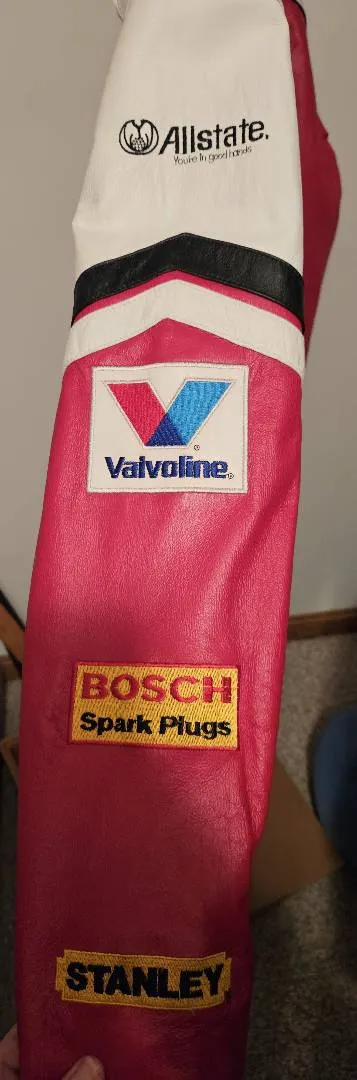 Allstate.
You're in good hands
Valvoline®
BOSCH
Spark Plugs
STANLEY